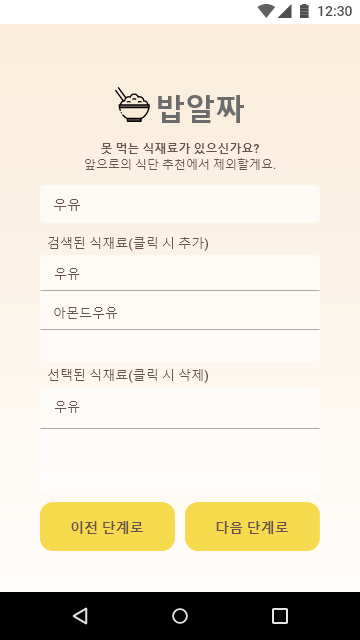 12:30
밥알짜
못 먹는 식재료가 있으신가요?
앞으로의 식단 추천에서 제외할게요.
우유
검색된 식재료(클릭 시 추가)
우유
아몬드우유
선택된 식재료(클릭 시 삭제)
우유
이전 단계로 다음 단계로